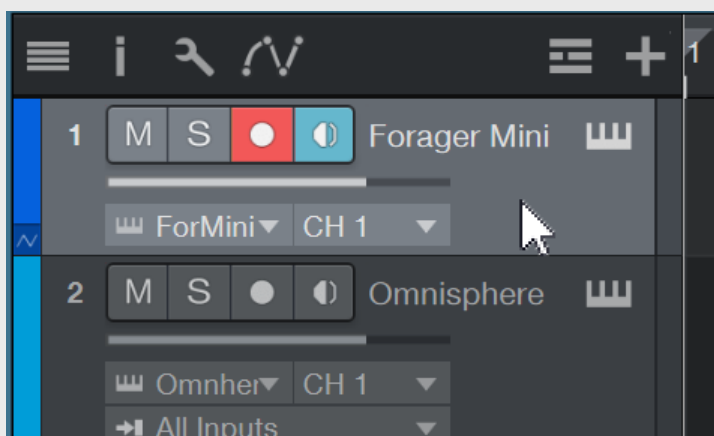 1
1 M S Forager Mini
ForMini CH 1
2 M S Omnisphere
Omnher CH 1
All Inputs